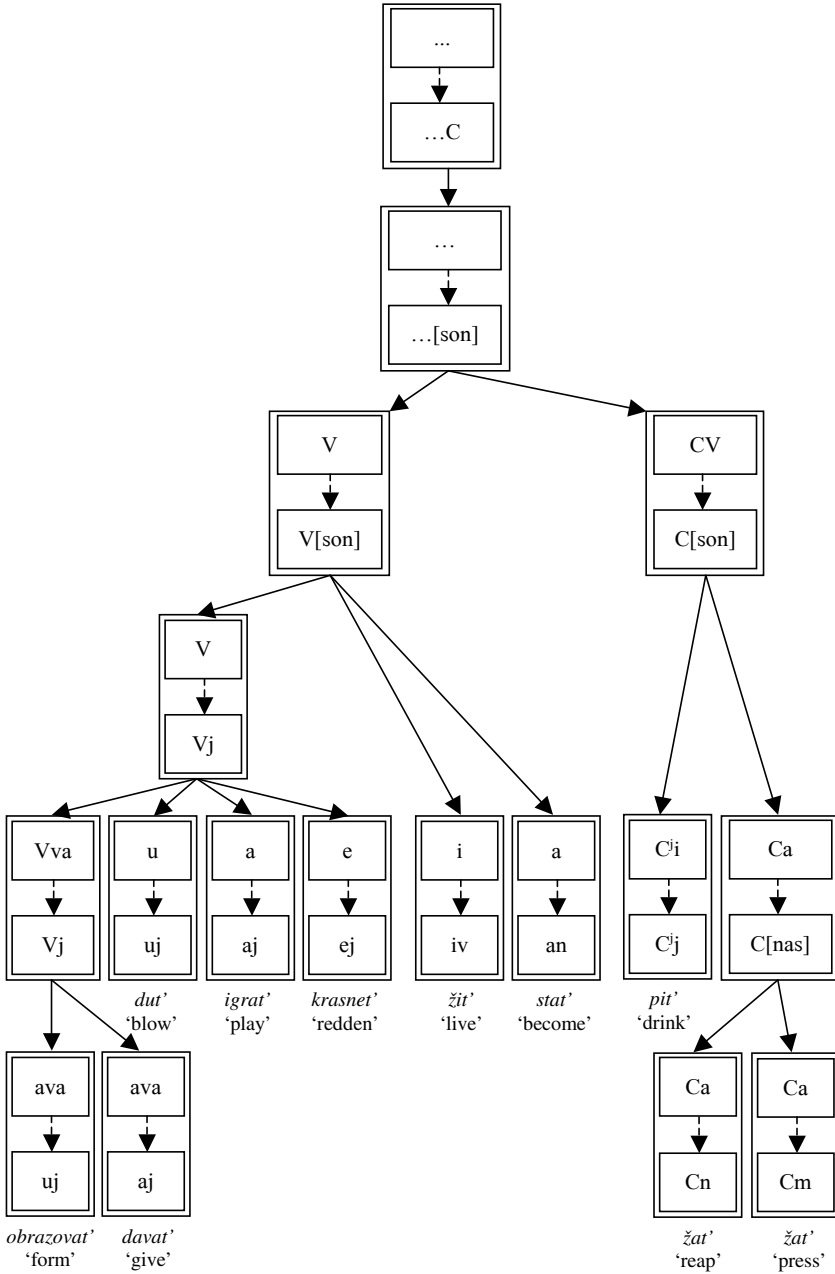 ...
…C
…
…[son]
V
V[son]
CV
C[son]
V
Vj
Vva
Vj
u
uj
a
aj
e
ej
i
iv
a
an
Cʲi
Cʲj
Ca
C[nas]
dut’
‘blow’
igrat’
‘play’
krasnet’
‘redden’
žit’
‘live’
stat’
‘become’
pit’
‘drink’
ava
uj
ava
aj
Ca
Cn
Ca
Cm
obrazovat’
‘form’
davat’
‘give’
žat’
‘reap’
žat’
‘press’